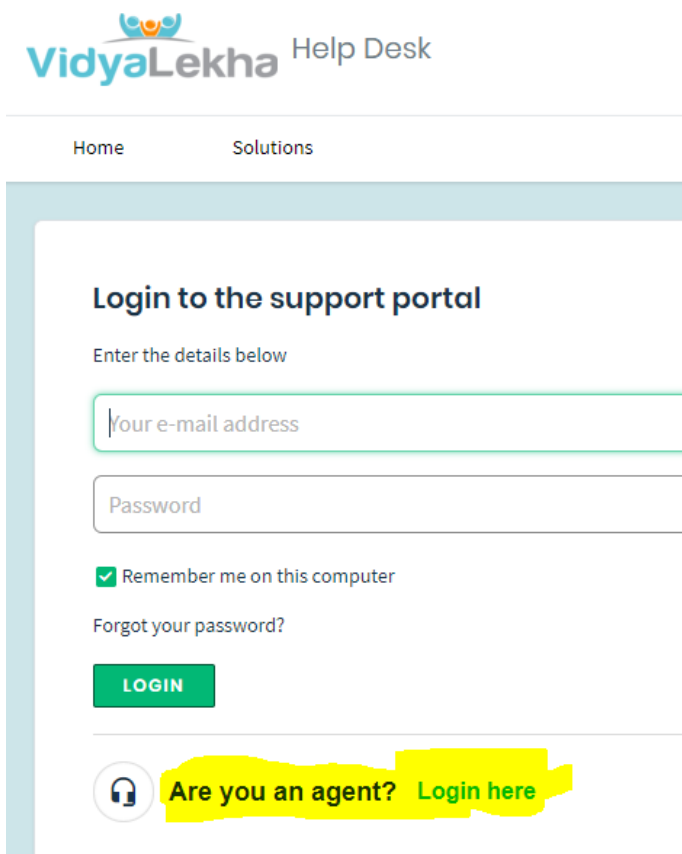 VidyaLekha Help Desk
Home Solutions
Login to the support portal
Enter the details below
Your e-mail address
Password
Remember me on this computer
Forgot your password?
LOGIN
Are you an agent? Login here